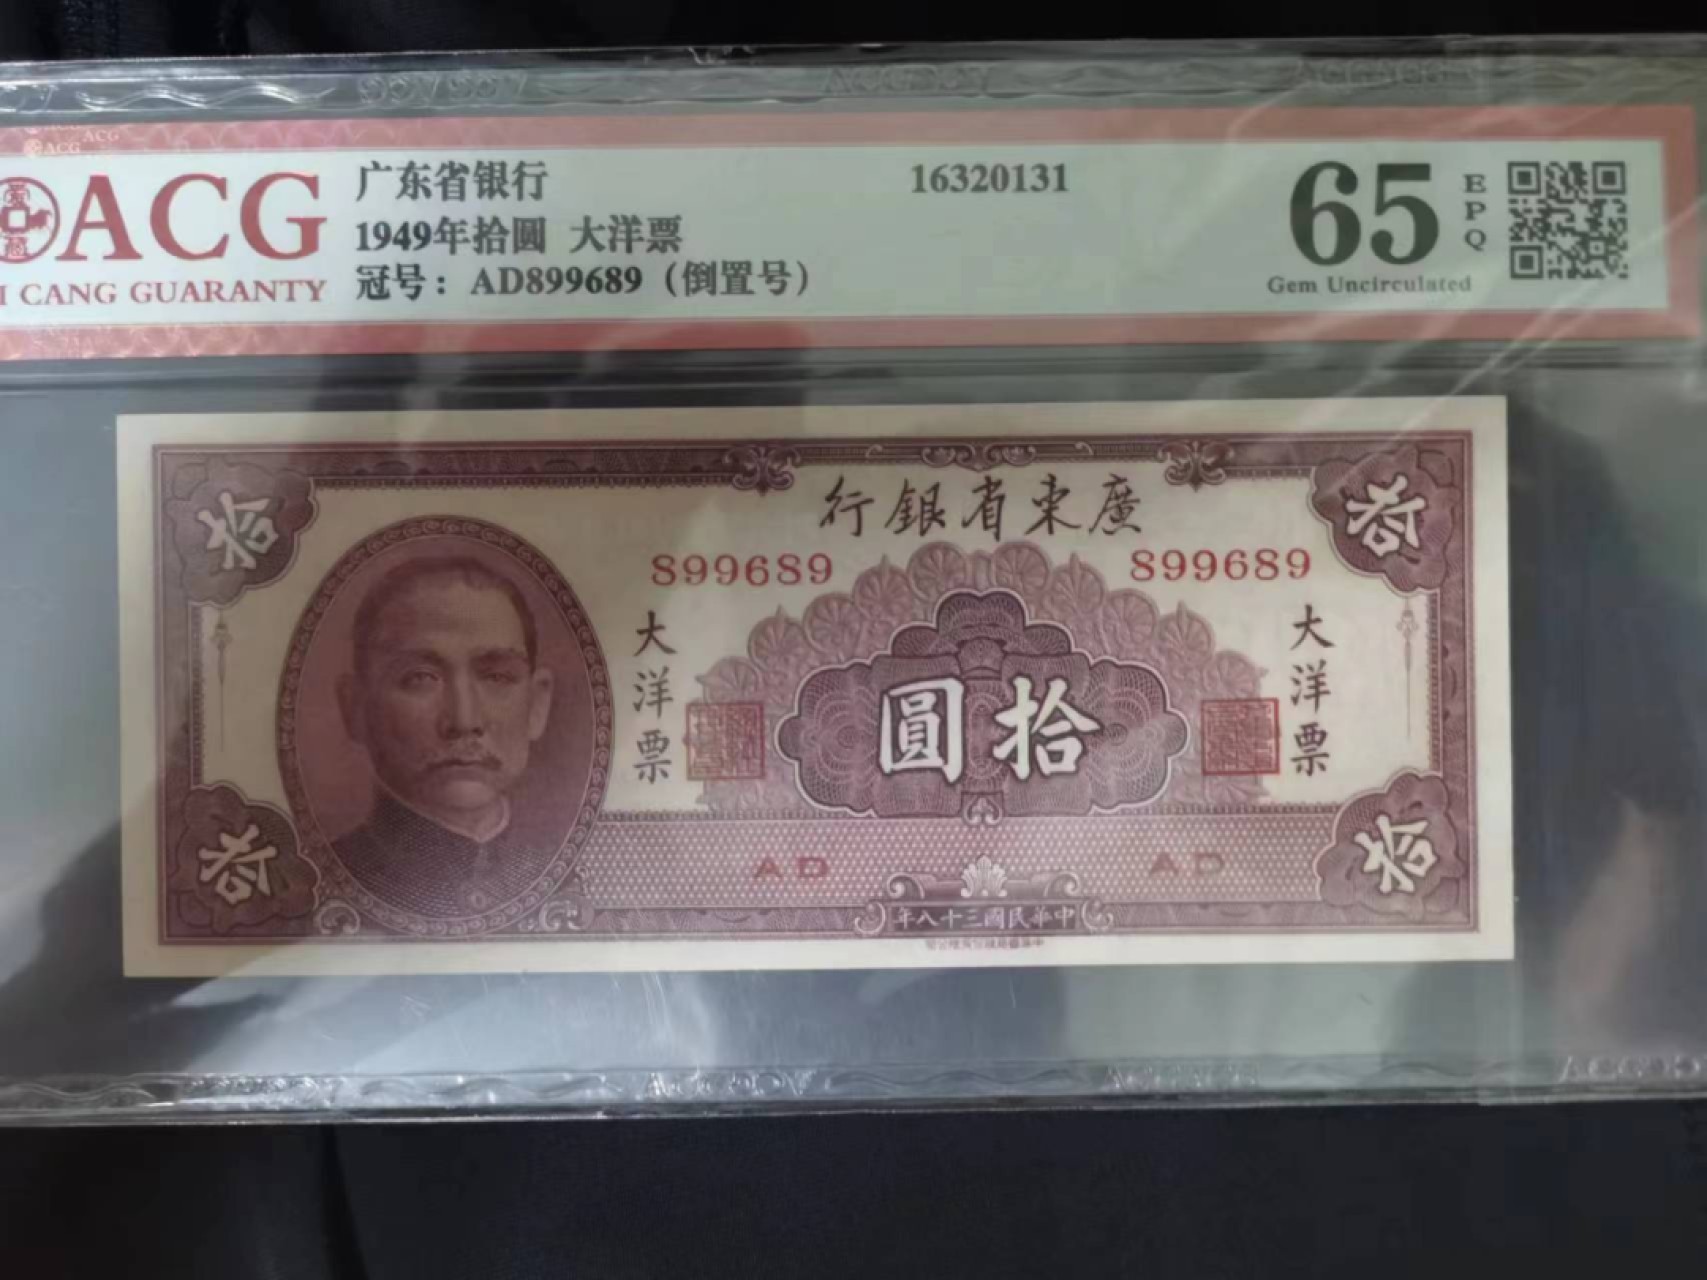 ACG
CANG GUARANTY
广东省银行
1949年拾圆 大洋票
冠号：AD899689（倒置号）
16320131
65
EPQ
Gem Uncirculated
行銀省東廣
899689
899689
拾
拾
大洋票
大洋票
圓拾
拾
拾
AD
AD
年八十三國民華中